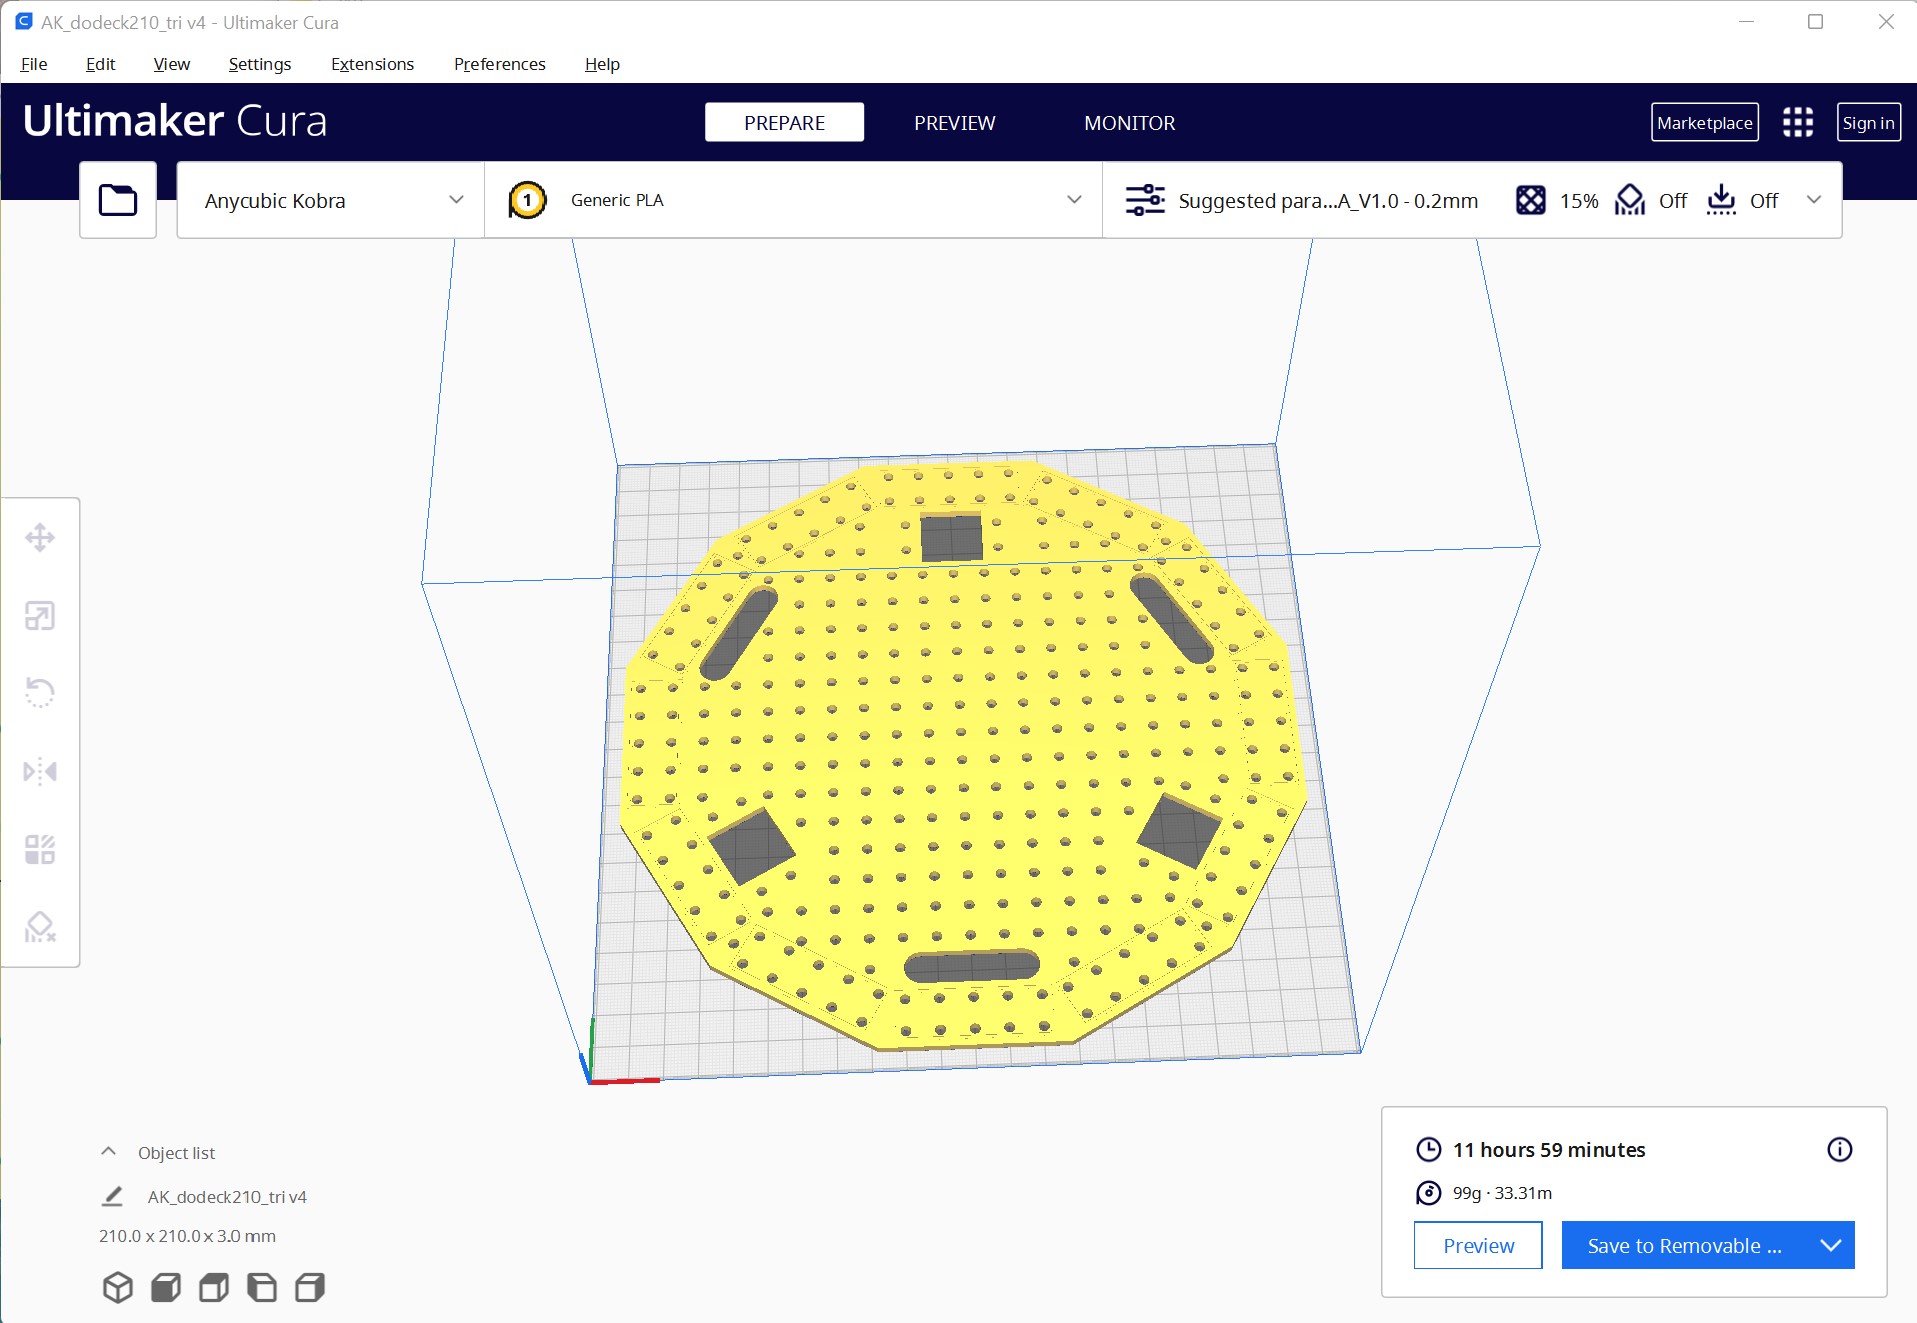 AK_dodeck210_tri v4 - Ultimaker Cura
File Edit View Settings Extensions Preferences Help
Ultimaker Cura PREPARE PREVIEW MONITOR Marketplace Sign in
Anycubic Kobra 1 Generic PLA Suggested para...A_V1.0 - 0.2mm 15% Off Off
Object list
AK_dodeck210_tri v4
210.0 x 210.0 x 3.0 mm
11 hours 59 minutes
99g · 33.31m
Preview Save to Removable ...